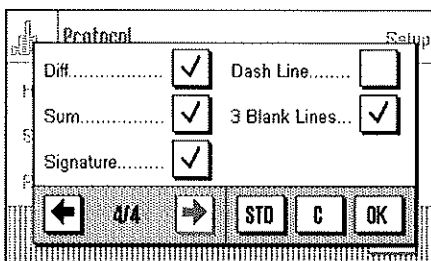 Protocol
Setup
Diff.................. Dash Line........
Sum................. 3 Blank Lines...
Signature.........
4/4 STD C OK